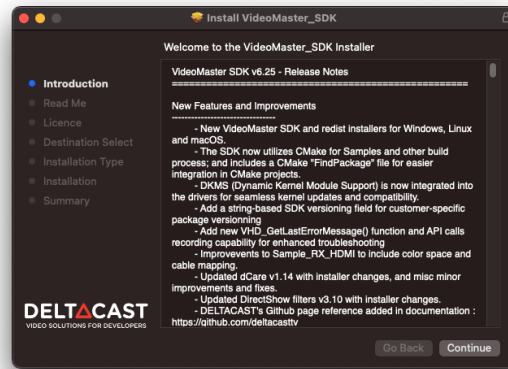 Install VideoMaster_SDK
Welcome to the VideoMaster_SDK Installer
Introduction
Read Me
Licence
Destination Select
Installation Type
Installation
Summary
VideoMaster SDK v6.25 - Release Notes
================================================================
New Features and Improvements
-------------------------------
- New VideoMaster SDK and redist installers for Windows, Linux
and macOS.
- The SDK now utilizes CMake for Samples and other build
process; and includes a CMake "FindPackage" file for easier
integration in CMake projects.
- DKMS (Dynamic Kernel Module Support) is now integrated into
the drivers for seamless kernel updates and compatibility.
- Add a string-based SDK versioning field for customer-specific
package versionning
- Add new VHD_GetLastErrorMessage() function and API calls
recording capability for enhanced troubleshooting
- Improvevents to Sample_RX_HDMI to include color space and
cable mapping.
- Updated dCare v1.14 with installer changes, and misc minor
improvements and fixes.
- Updated DirectShow filters v3.10 with installer changes.
- DELTACAST's Github page reference added in documentation :
https://github.com/deltacasttv
DELTACAST
VIDEO SOLUTIONS FOR DEVELOPERS
Go Back
Continue